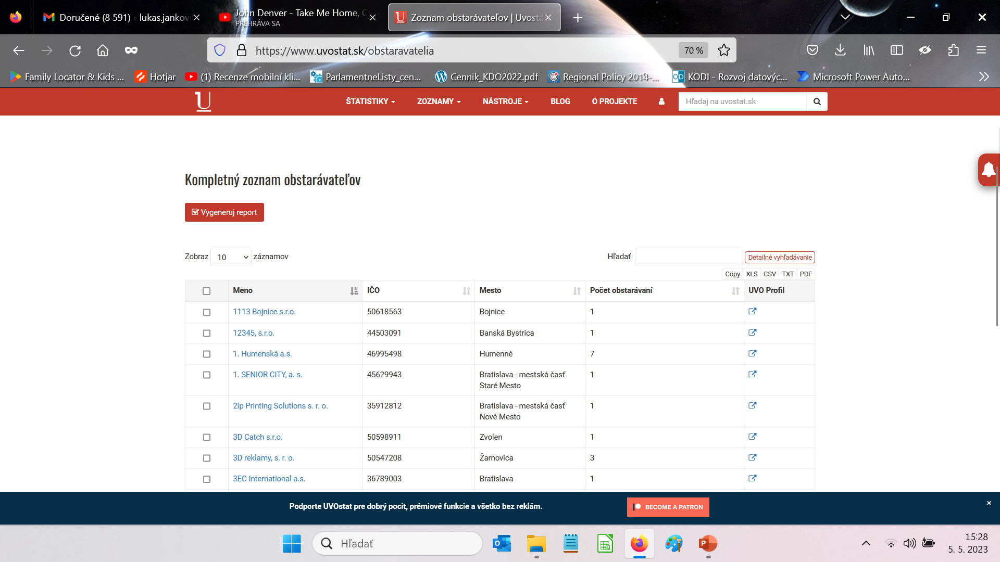 Doručené (8 591) - lukas.jankovi
John Denver - Take Me Home, C
PREHRÁVA SA
Zoznam obstarávateľov | Uvosta
https://www.uvostat.sk/obstaravatelia
70 %
Family Locator & Kids ...
Hotjar
(1) Recenze mobilní kli...
ParlamentneListy_cen...
Cennik_KDO2022.pdf
Regional Policy 2014-...
KODI - Rozvoj datovýc...
Microsoft Power Auto...
ŠTATISTIKY
ZOZNAMY
NÁSTROJE
BLOG
O PROJEKTE
Hľadaj na uvostat.sk
Kompletný zoznam obstarávateľov
Vygeneruj report
Zobraz 10 záznamov
Hľadať
Detailné vyhľadávanie
Copy XLS CSV TXT PDF
Meno IČO Mesto Počet obstarávaní UVO Profil
1113 Bojnice s.r.o. 50618563 Bojnice 1
12345, s.r.o. 44503091 Banská Bystrica 1
1. Humenská a.s. 46995498 Humenné 7
1. SENIOR CITY, a. s. 45629943 Bratislava - mestská časť 1
Staré Mesto
2ip Printing Solutions s. r. o. 35912812 Bratislava - mestská časť 1
Nové Mesto
3D Catch s.r.o. 50598911 Zvolen 1
3D reklamy, s. r. o. 50547208 Žarnovica 3
3EC International a.s. 36789003 Bratislava 1
Podporte UVOstat pre dobrý pocit, prémiové funkcie a všetko bez reklám.
BECOME A PATRON
Hľadať
15:28
5. 5. 2023